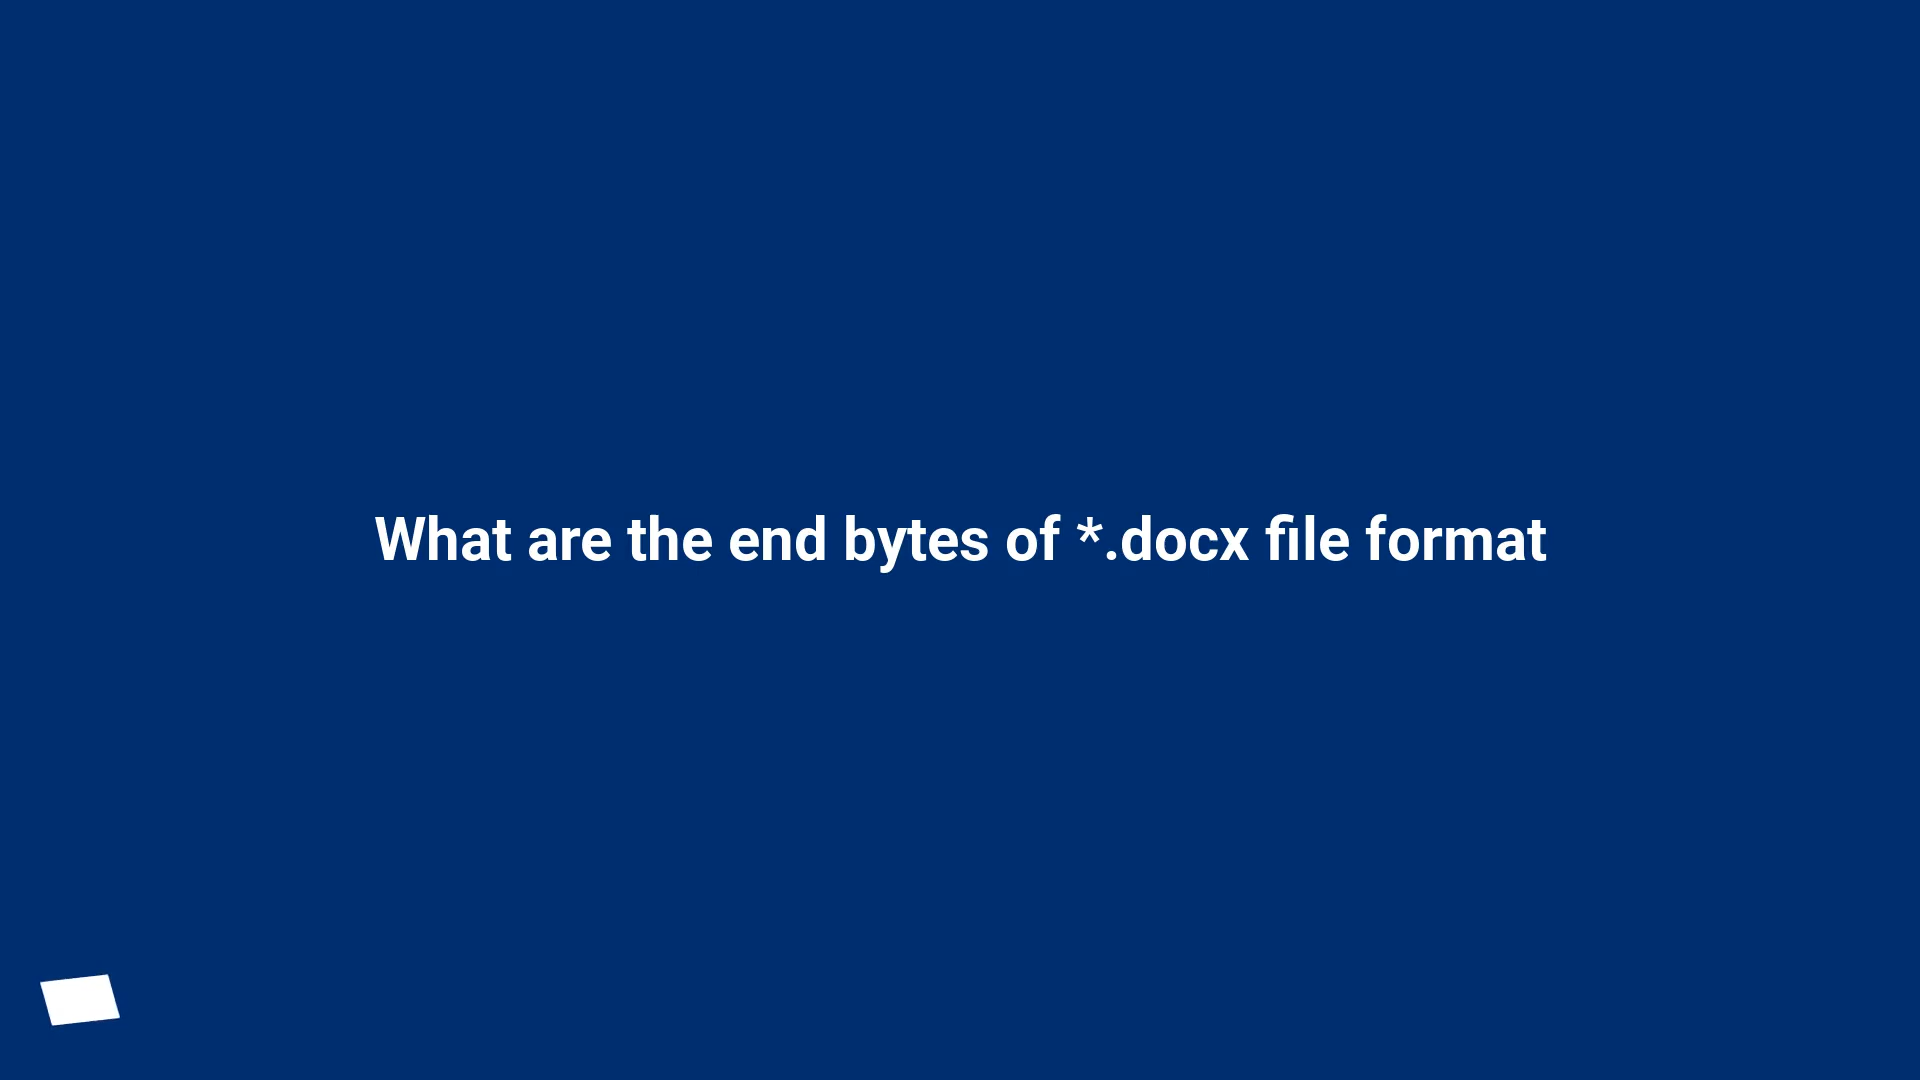 What are the end bytes of *.docx file format